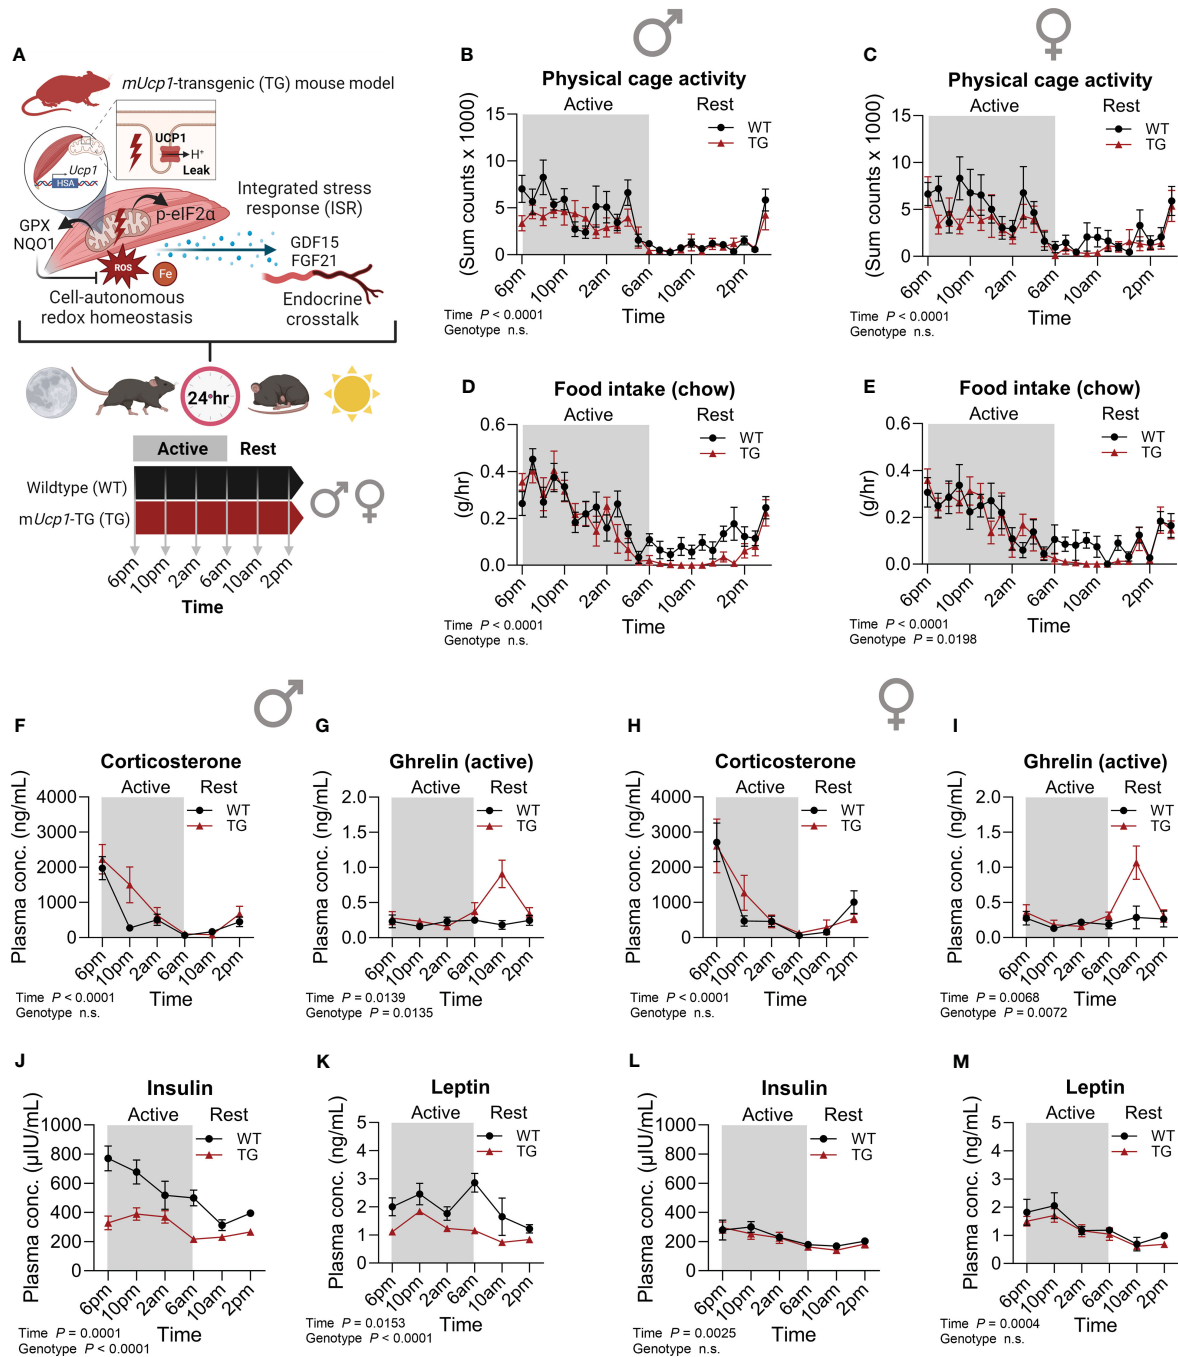 A
mUcp1-transgenic (TG) mouse model
UCP1
H⁺
Leak
Ucp1
HSA
GPX
NQO1
p-eIF2α
ROS
Fe
Integrated stress
response (ISR)
GDF15
FGF21
Cell-autonomous
redox homeostasis
Endocrine
crosstalk
24 hr
Active
Rest
Wildtype (WT)
mUcp1-TG (TG)
6pm
10pm
2am
6am
10am
2pm
Time
B
Physical cage activity
Active
Rest
WT
TG
(Sum counts x 1000)
15
10
5
0
6pm
10pm
2am
6am
10am
2pm
Time
Time P < 0.0001
Genotype n.s.
C
Physical cage activity
Active
Rest
WT
TG
(Sum counts x 1000)
15
10
5
0
6pm
10pm
2am
6am
10am
2pm
Time
Time P < 0.0001
Genotype n.s.
D
Food intake (chow)
Active
Rest
WT
TG
(g/hr)
0.6
0.4
0.2
0.0
6pm
10pm
2am
6am
10am
2pm
Time
Time P < 0.0001
Genotype n.s.
E
Food intake (chow)
Active
Rest
WT
TG
(g/hr)
0.6
0.4
0.2
0.0
6pm
10pm
2am
6am
10am
2pm
Time
Time P < 0.0001
Genotype P = 0.0198
F
Corticosterone
Active
Rest
WT
TG
Plasma conc. (ng/mL)
4000
3000
2000
1000
0
6pm
10pm
2am
6am
10am
2pm
Time
Time P < 0.0001
Genotype n.s.
G
Ghrelin (active)
Active
Rest
WT
TG
Plasma conc. (ng/mL)
2.0
1.5
1.0
0.5
0.0
6pm
10pm
2am
6am
10am
2pm
Time
Time P = 0.0139
Genotype P = 0.0135
H
Corticosterone
Active
Rest
WT
TG
Plasma conc. (ng/mL)
4000
3000
2000
1000
0
6pm
10pm
2am
6am
10am
2pm
Time
Time P < 0.0001
Genotype n.s.
I
Ghrelin (active)
Active
Rest
WT
TG
Plasma conc. (ng/mL)
2.0
1.5
1.0
0.5
0.0
6pm
10pm
2am
6am
10am
2pm
Time
Time P = 0.0068
Genotype P = 0.0072
J
Insulin
Active
Rest
WT
TG
Plasma conc. (μIU/mL)
1000
800
600
400
200
0
6pm
10pm
2am
6am
10am
2pm
Time
Time P = 0.0001
Genotype P < 0.0001
K
Leptin
Active
Rest
WT
TG
Plasma conc. (ng/mL)
5
4
3
2
1
0
6pm
10pm
2am
6am
10am
2pm
Time
Time P = 0.0153
Genotype P < 0.0001
L
Insulin
Active
Rest
WT
TG
Plasma conc. (μIU/mL)
1000
800
600
400
200
0
6pm
10pm
2am
6am
10am
2pm
Time
Time P = 0.0025
Genotype n.s.
M
Leptin
Active
Rest
WT
TG
Plasma conc. (ng/mL)
5
4
3
2
1
0
6pm
10pm
2am
6am
10am
2pm
Time
Time P = 0.0004
Genotype n.s.